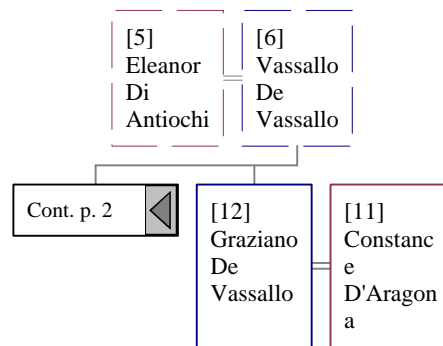 [5]
Eleanor
Di
Antiochi
[6]
Vassallo
De
Vassallo
Cont. p. 2
[12]
Graziano
De
Vassallo
[11]
Constanc
e
D'Aragon
a